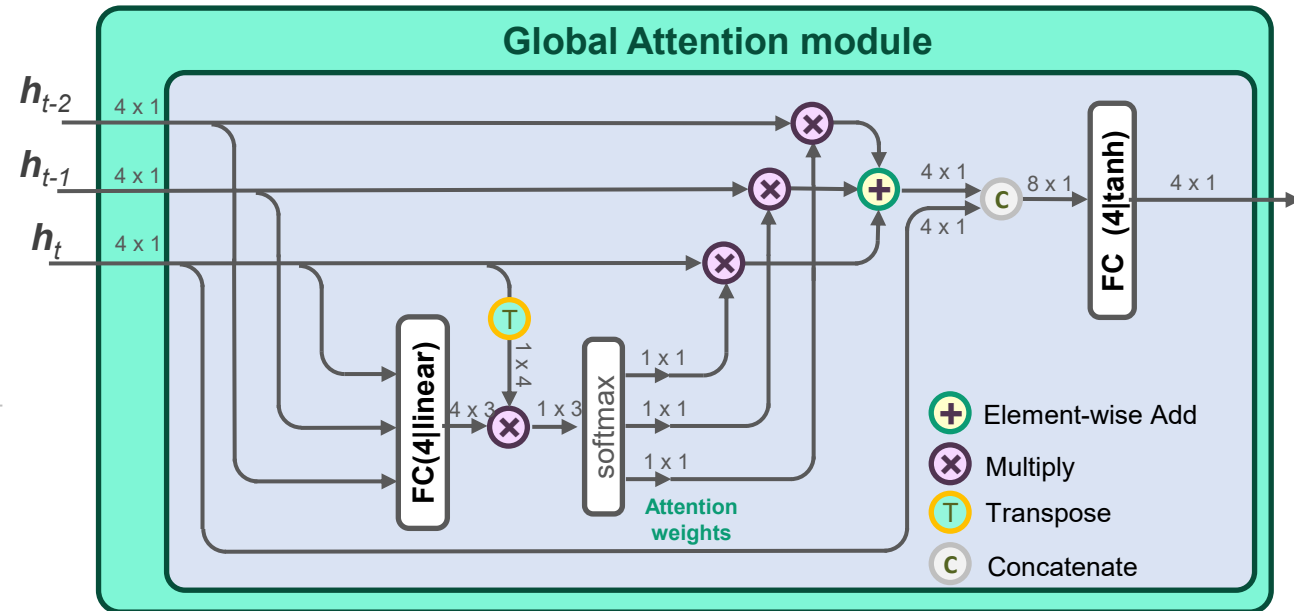 Global Attention module
h_{t-2}
4 x 1
h_{t-1}
4 x 1
h_t
4 x 1
4 x 1
4 x 1
C
8 x 1
FC (4|tanh)
4 x 1
T
1 x 4
FC(4|linear)
4 x 3
1 x 3
softmax
1 x 1
1 x 1
1 x 1
Attention
weights
Element-wise Add
Multiply
T
Transpose
C
Concatenate